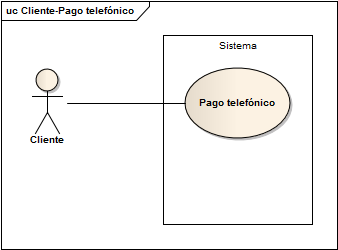 uc Cliente-Pago telefónico
Sistema
Pago telefónico
Cliente